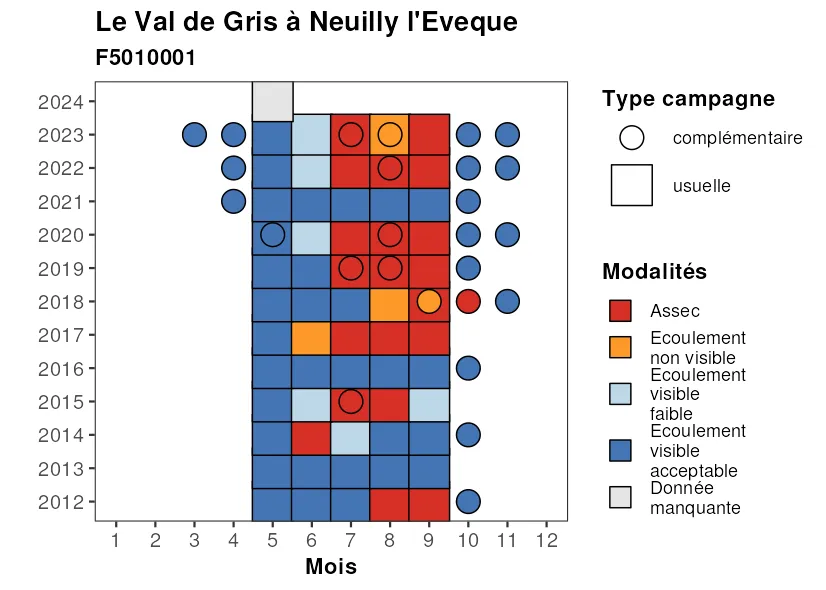 Le Val de Gris à Neuilly l'Eveque
F5010001
2024
2023
2022
2021
2020
2019
2018
2017
2016
2015
2014
2013
2012
1 2 3 4 5 6 7 8 9 10 11 12
Mois
Type campagne
complémentaire
usuelle
Modalités
Assec
Ecoulement
non visible
Ecoulement
visible
faible
Ecoulement
visible
acceptable
Donnée
manquante